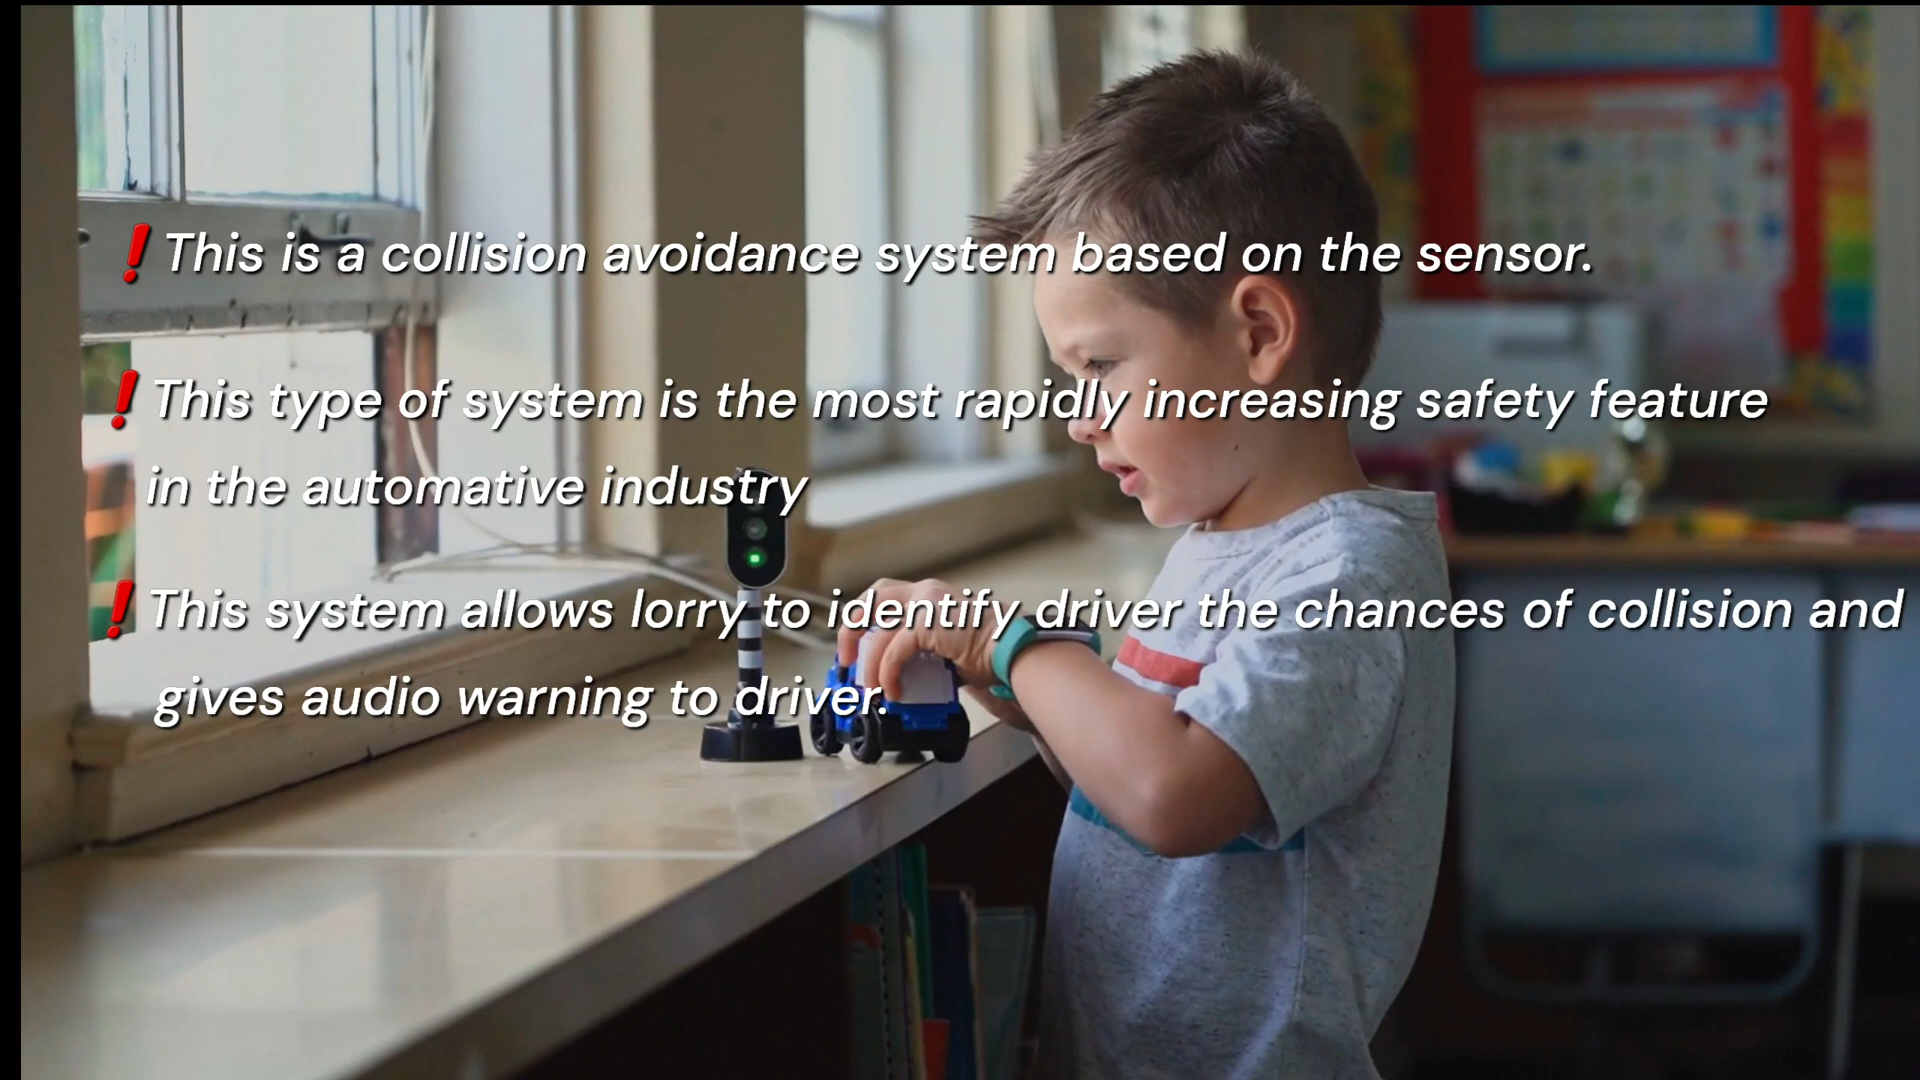 ❗This is a collision avoidance system based on the sensor.
❗This type of system is the most rapidly increasing safety feature
in the automative industry
❗This system allows lorry to identify driver the chances of collision and
gives audio warning to driver.